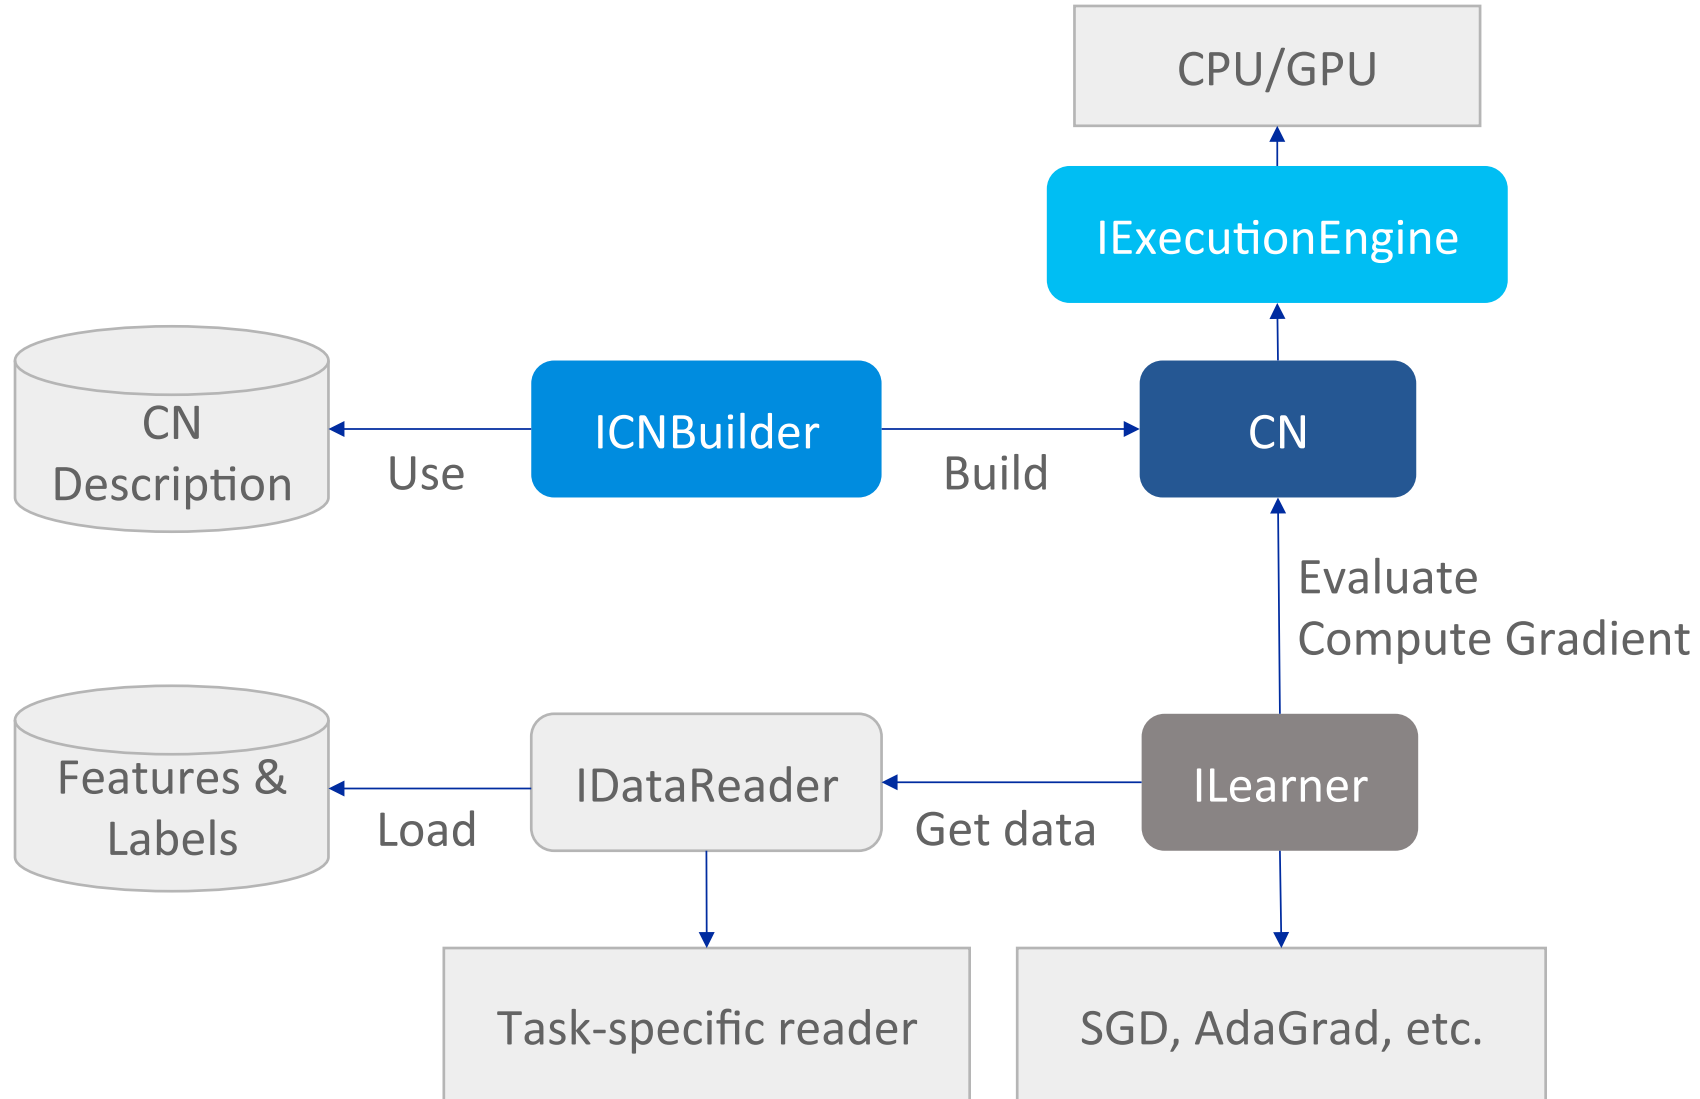 CPU/GPU
IExecutionEngine
CN
Description
Use
ICNBuilder
Build
CN
Evaluate
Compute Gradient
Features &
Labels
Load
IDataReader
Get data
ILearner
Task-specific reader
SGD, AdaGrad, etc.